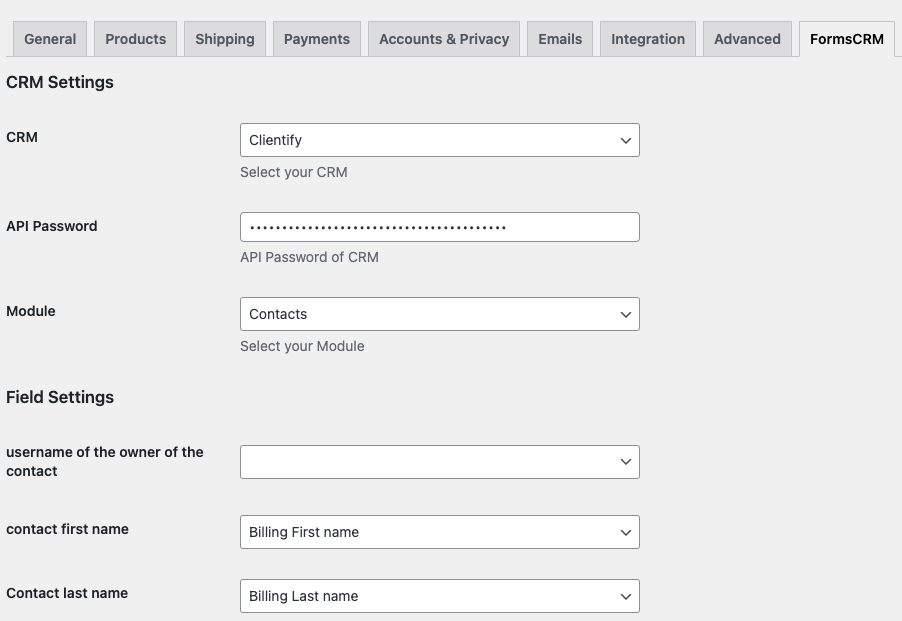 General Products Shipping Payments Accounts & Privacy Emails Integration Advanced FormsCRM
CRM Settings
CRM
Clientify
Select your CRM
API Password
••••••••••••••••••••••••••••••••••••••••
API Password of CRM
Module
Contacts
Select your Module
Field Settings
username of the owner of the
contact
contact first name
Billing First name
Contact last name
Billing Last name